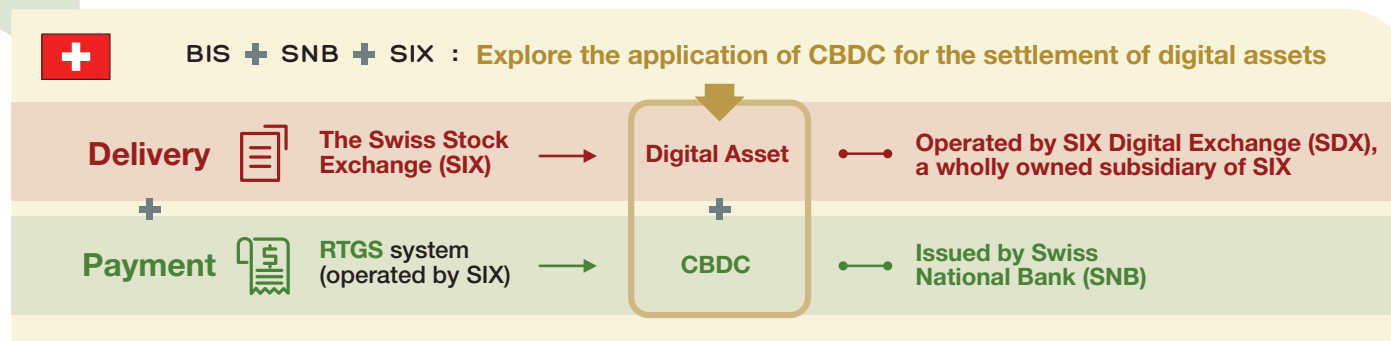 BIS + SNB + SIX : Explore the application of CBDC for the settlement of digital assets
Delivery
The Swiss Stock
Exchange (SIX)
Digital Asset
Operated by SIX Digital Exchange (SDX),
a wholly owned subsidiary of SIX
+
+
Payment
$
RTGS system
(operated by SIX)
CBDC
Issued by Swiss
National Bank (SNB)